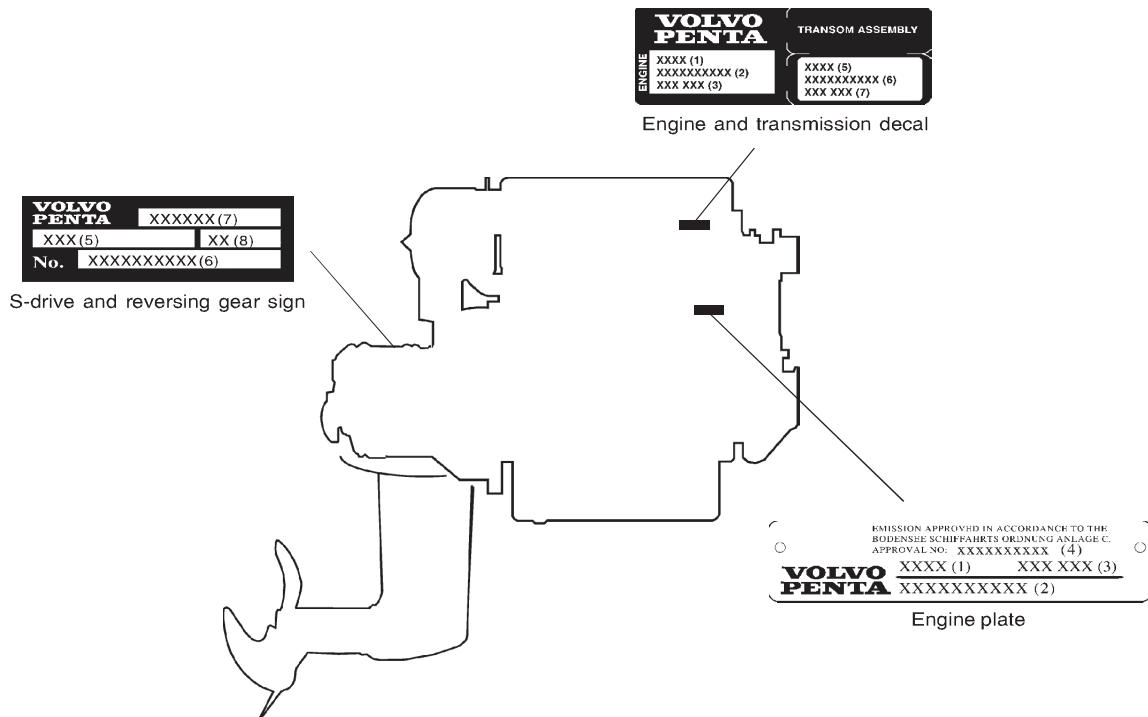 VOLVO
PENTA
ENGINE
XXXX (1)
XXXXXXXXXX (2)
XXX XXX (3)
TRANSOM ASSEMBLY
XXXX (5)
XXXXXXXXXX (6)
XXX XXX (7)
Engine and transmission decal
VOLVO
PENTA
XXXXXX (7)
XXX (5)
XX (8)
No.
XXXXXXXXXX (6)
S-drive and reversing gear sign
EMISSION APPROVED IN ACCORDANCE TO THE
BODENSEE SCHIFFAHRTS ORDNUNG ANLAGE C.
APPROVAL NO: XXXXXXXXXX (4)
VOLVO
PENTA
XXXX (1) XXX XXX (3)
XXXXXXXXXX (2)
Engine plate